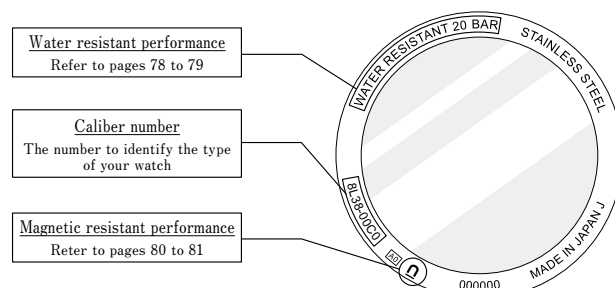 Water resistant performance
Refer to pages 78 to 79
Caliber number
The number to identify the type
of your watch
Magnetic resistant performance
Reter to pages 80 to 81
WATER RESISTANT 20 BAR
STAINLESS STEEL
8L38-00C0
A0
000000
MADE IN JAPAN J